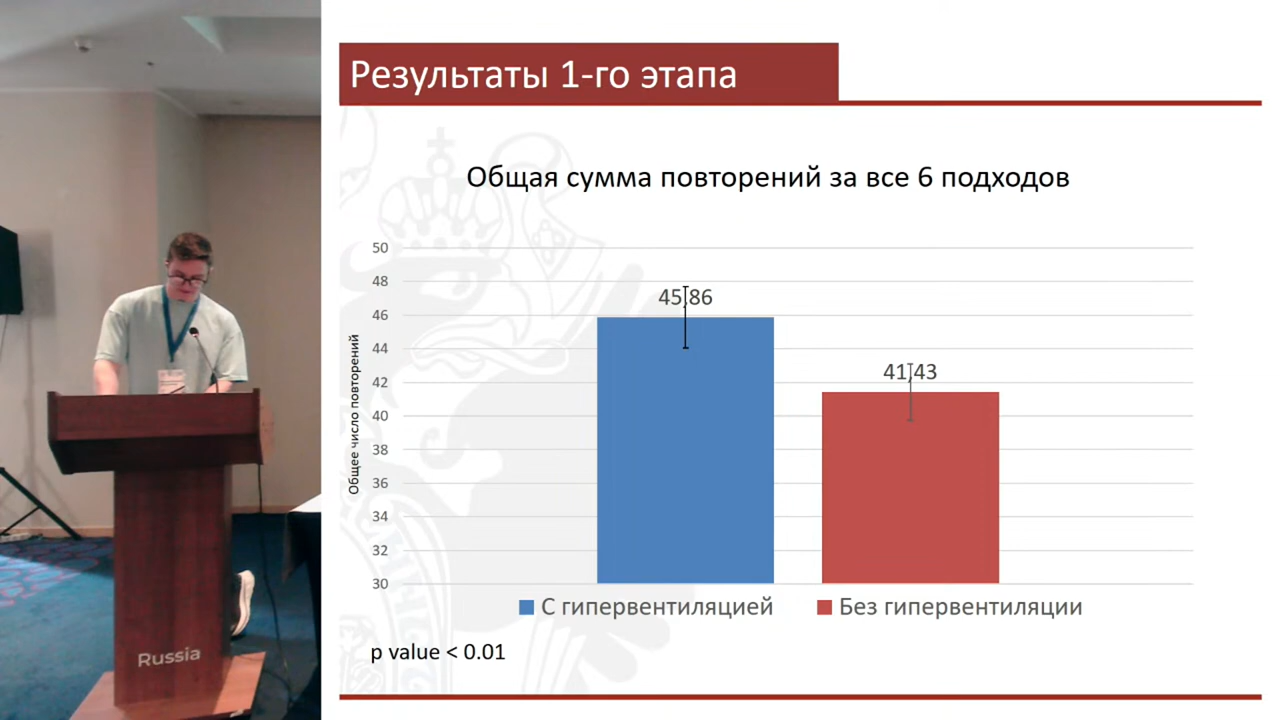 Результаты 1-го этапа
Общая сумма повторений за все 6 подходов
Общее число повторений
50
48
46
44
42
40
38
36
34
32
30
45,86
41,43
С гипервентиляцией
Без гипервентиляции
p value < 0.01
Russia